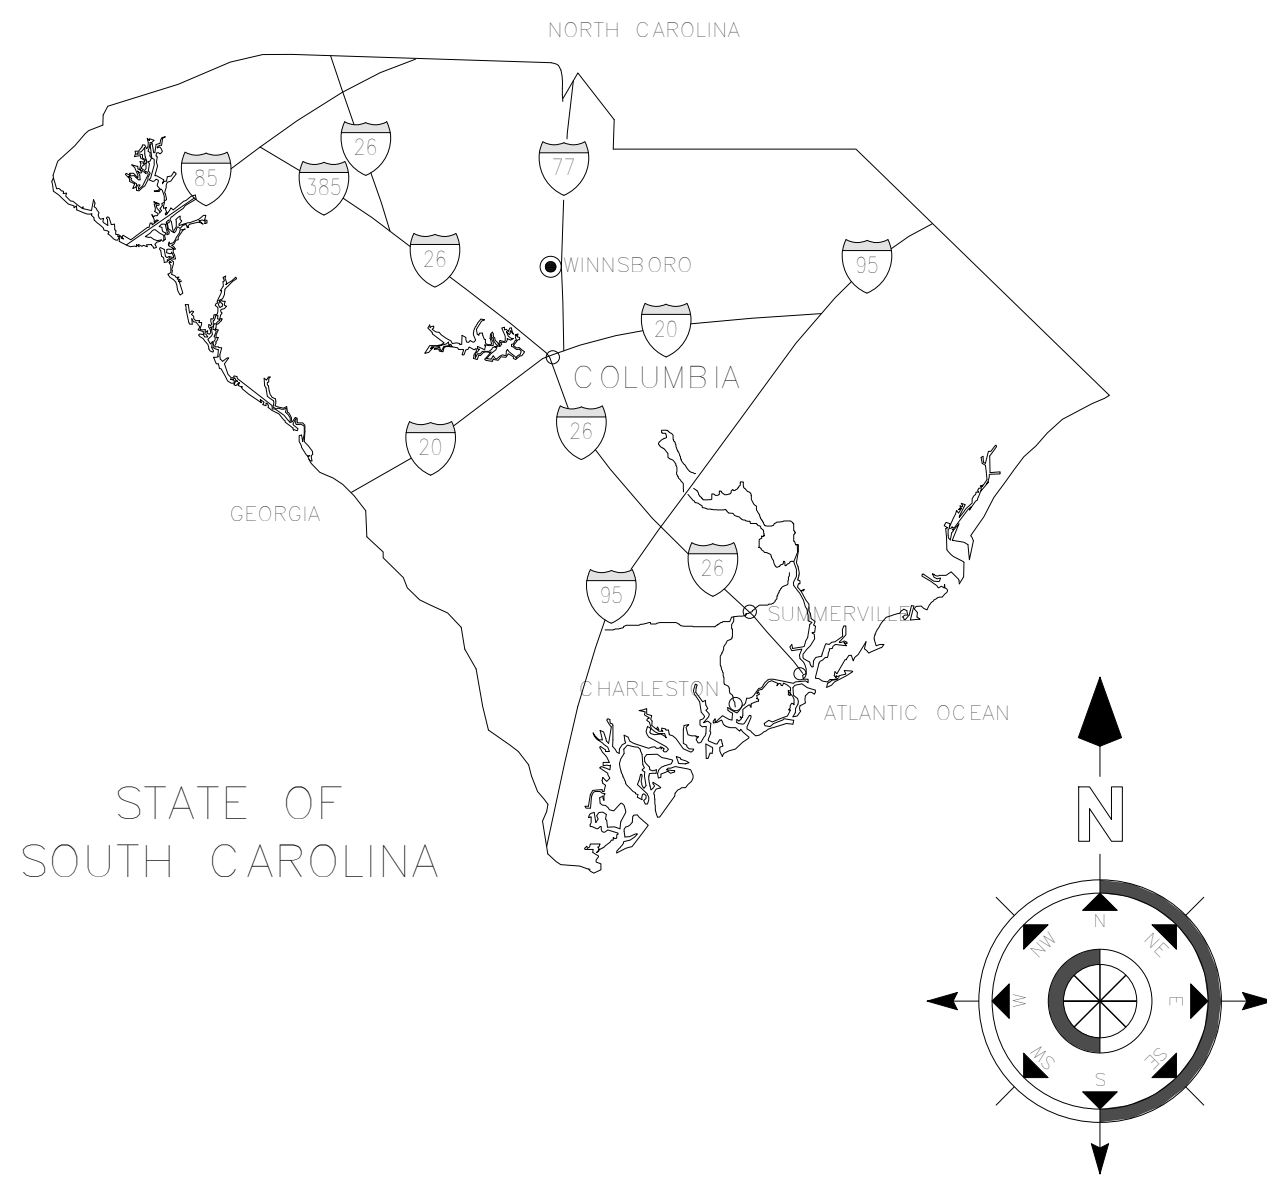 NORTH CAROLINA
26
77
85
385
26
95
WINNSBORO
20
COLUMBIA
26
20
GEORGIA
26
95
SUMMERVILLE
CHARLESTON
ATLANTIC OCEAN
STATE OF
SOUTH CAROLINA
N
N
NW
NE
W
E
SW
SE
S